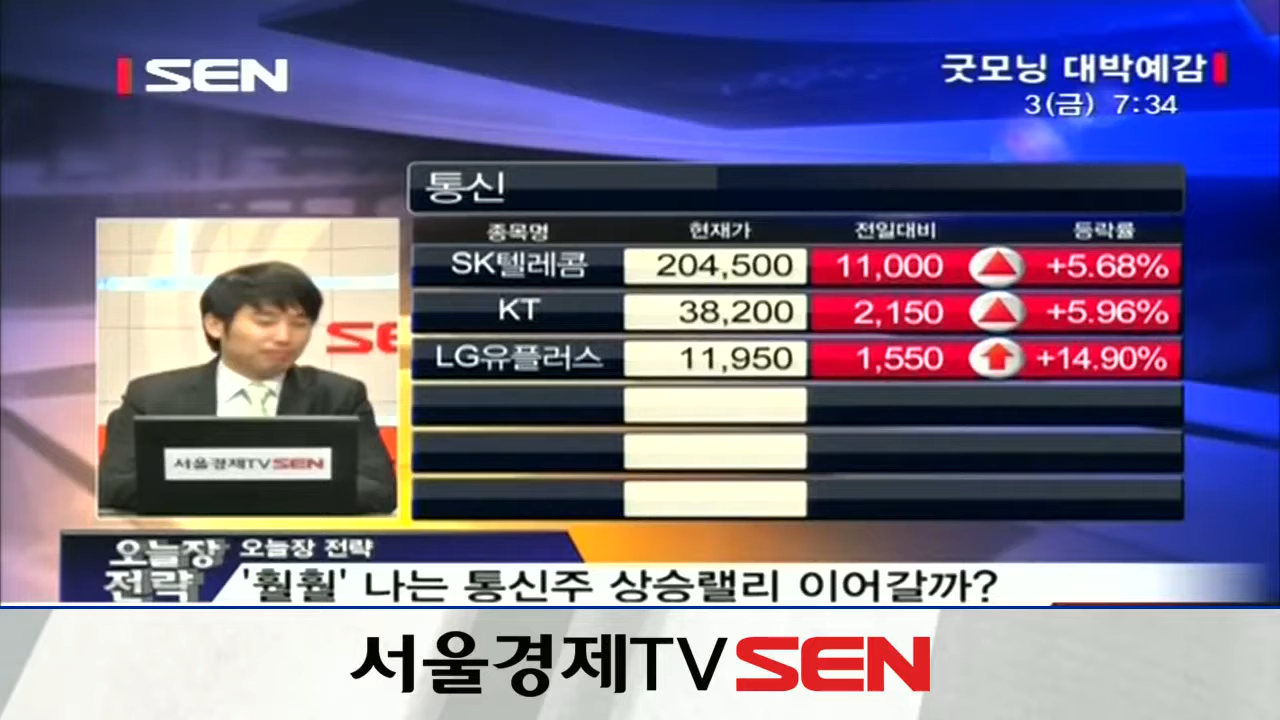 SEN
굿모닝 대박예감
3(금) 7:34
통신
종목명 현재가 전일대비 등락률
SK텔레콤 204,500 11,000 +5.68%
KT 38,200 2,150 +5.96%
LG유플러스 11,950 1,550 +14.90%
SE
서울경제TV SEN
오늘장 전략
오늘장 전략
'훨훨' 나는 통신주 상승랠리 이어갈까?
서울경제TV SEN